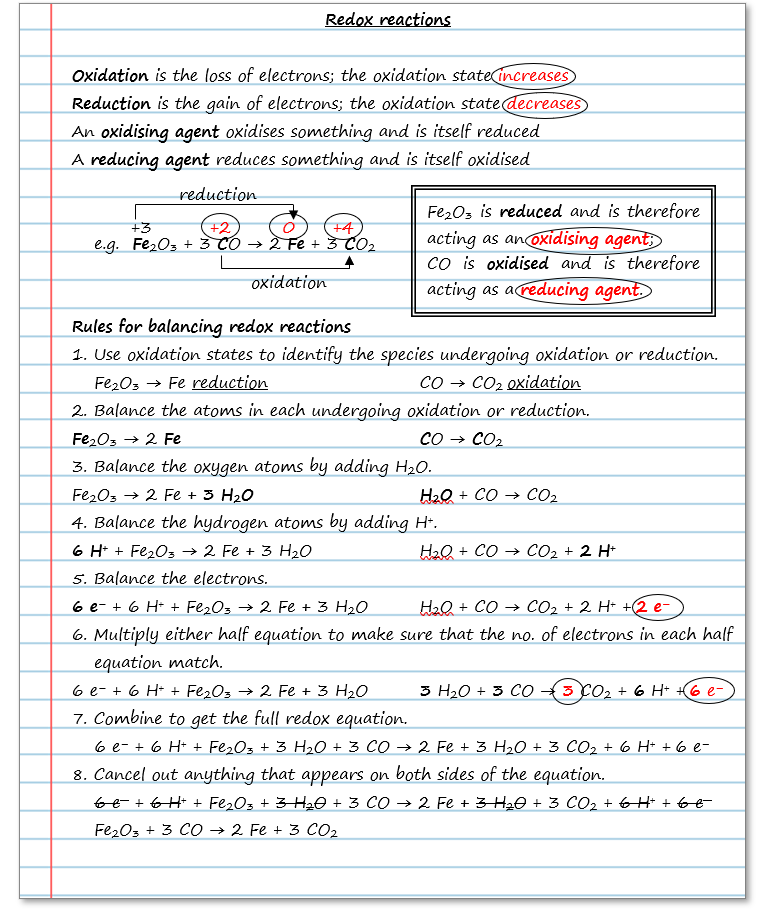 Redox reactions
Oxidation is the loss of electrons; the oxidation state increases
Reduction is the gain of electrons; the oxidation state decreases
An oxidising agent oxidises something and is itself reduced
A reducing agent reduces something and is itself oxidised
reduction
+3 +2 0 +4
e.g. Fe₂O₃ + 3 CO → 2 Fe + 3 CO₂
oxidation
Fe₂O₃ is reduced and is therefore
acting as an oxidising agent;
CO is oxidised and is therefore
acting as a reducing agent.
Rules for balancing redox reactions
1. Use oxidation states to identify the species undergoing oxidation or reduction.
Fe₂O₃ → Fe reduction CO → CO₂ oxidation
2. Balance the atoms in each undergoing oxidation or reduction.
Fe₂O₃ → 2 Fe CO → CO₂
3. Balance the oxygen atoms by adding H₂O.
Fe₂O₃ → 2 Fe + 3 H₂O H₂O + CO → CO₂
4. Balance the hydrogen atoms by adding H⁺.
6 H⁺ + Fe₂O₃ → 2 Fe + 3 H₂O H₂O + CO → CO₂ + 2 H⁺
5. Balance the electrons.
6 e⁻ + 6 H⁺ + Fe₂O₃ → 2 Fe + 3 H₂O H₂O + CO → CO₂ + 2 H⁺ + 2 e⁻
6. Multiply either half equation to make sure that the no. of electrons in each half
equation match.
6 e⁻ + 6 H⁺ + Fe₂O₃ → 2 Fe + 3 H₂O 3 H₂O + 3 CO → 3 CO₂ + 6 H⁺ + 6 e⁻
7. Combine to get the full redox equation.
6 e⁻ + 6 H⁺ + Fe₂O₃ + 3 H₂O + 3 CO → 2 Fe + 3 H₂O + 3 CO₂ + 6 H⁺ + 6 e⁻
8. Cancel out anything that appears on both sides of the equation.
6 e⁻ + 6 H⁺ + Fe₂O₃ + 3 H₂O + 3 CO → 2 Fe + 3 H₂O + 3 CO₂ + 6 H⁺ + 6 e⁻
Fe₂O₃ + 3 CO → 2 Fe + 3 CO₂